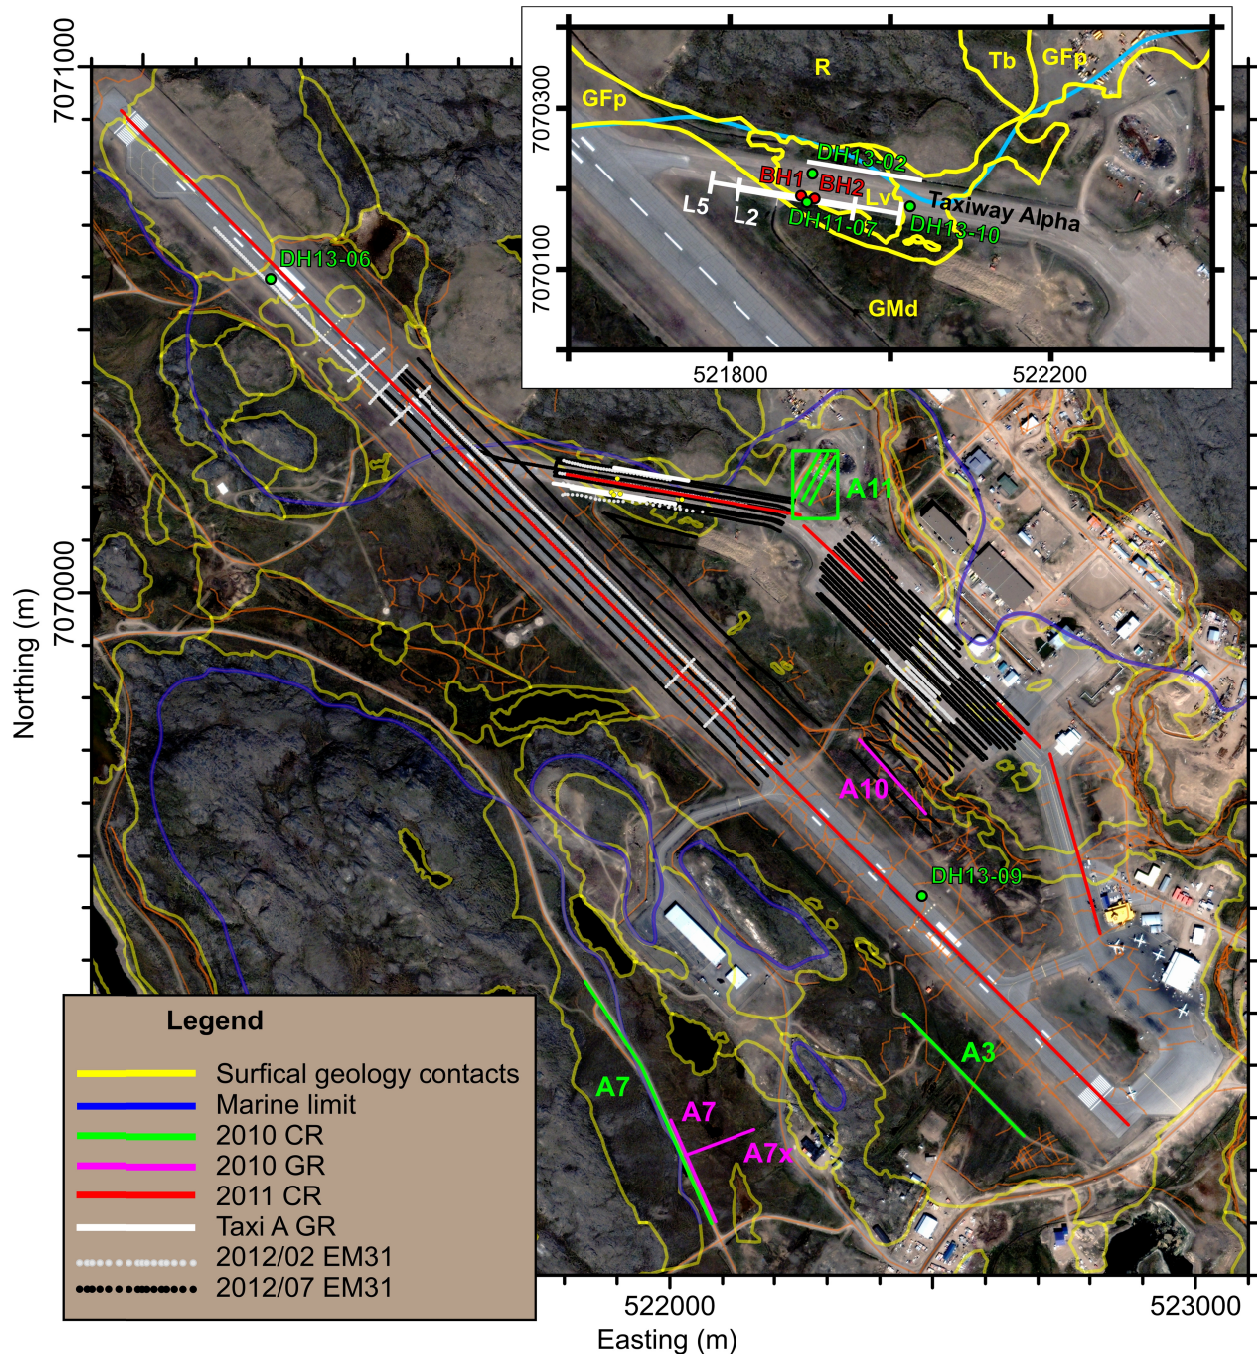 7071000
7070000
Northing (m)
522000
523000
Easting (m)
7070300
7070100
521800
522200
R
Tb
GFp
GFp
DH13-02
BH1
BH2
Lv
L5
L2
DH11-07
DH13-10
Taxiway Alpha
GMd
DH13-06
A11
A10
DH13-09
A3
A7
A7
A7x
Legend
Surfical geology contacts
Marine limit
2010 CR
2010 GR
2011 CR
Taxi A GR
2012/02 EM31
2012/07 EM31